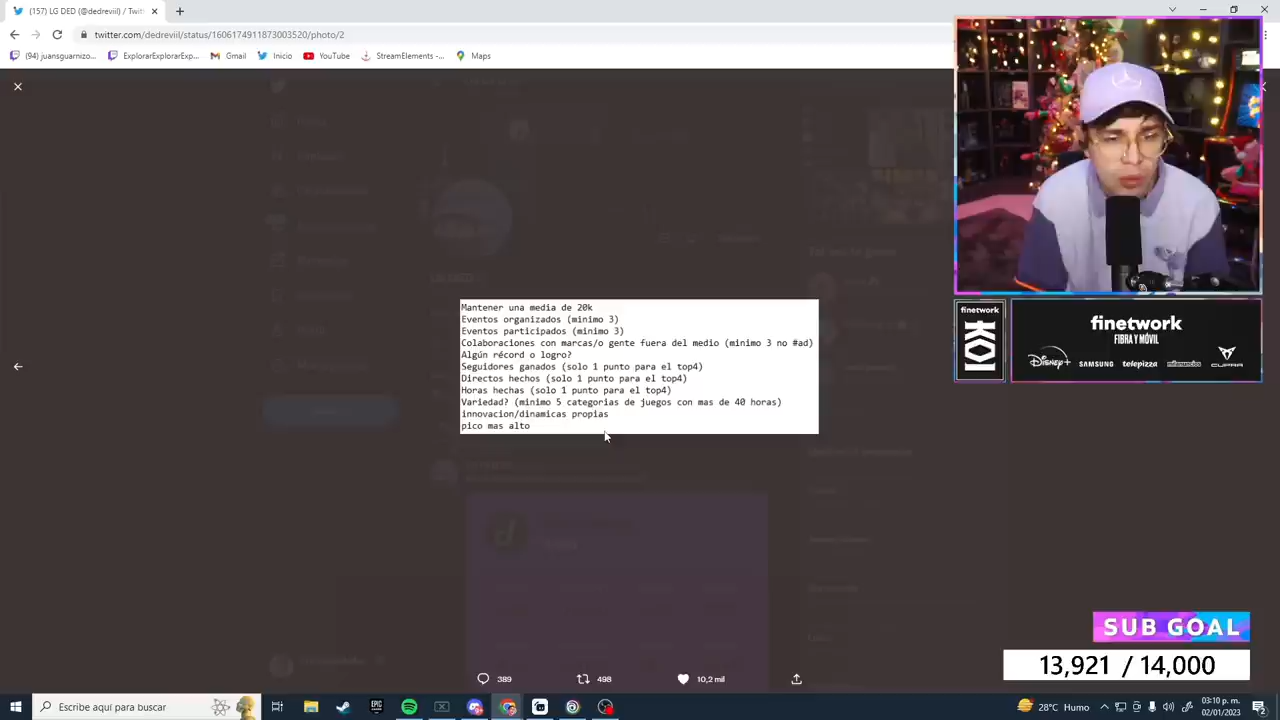 (157) LG DED (@dedreviil) / Twit
twitter.com/dedreviil/status/1606174911873003520/photo/2
(94) juansguarnizo...
ExplorarExplorarExp...
Gmail
Inicio
YouTube
StreamElements -...
Maps
Mantener una media de 20k
Eventos organizados (minimo 3)
Eventos participados (minimo 3)
Colaboraciones con marcas/o gente fuera del medio (minimo 3 no #ad)
Algún récord o logro?
Seguidores ganados (solo 1 punto para el top4)
Directos hechos (solo 1 punto para el top4)
Horas hechas (solo 1 punto para el top4)
Variedad? (minimo 5 categorias de juegos con mas de 40 horas)
innovacion/dinamicas propias
pico mas alto
389
498
10,2 mil
finetwork
KOI
finetwork
FIBRA Y MÓVIL
Disney+
SAMSUNG
telepizza
CUPRA
SUB GOAL
13,921 / 14,000
Escribe aquí para buscar
EPIC
28°C Humo
03:10 p. m.
02/01/2023
2